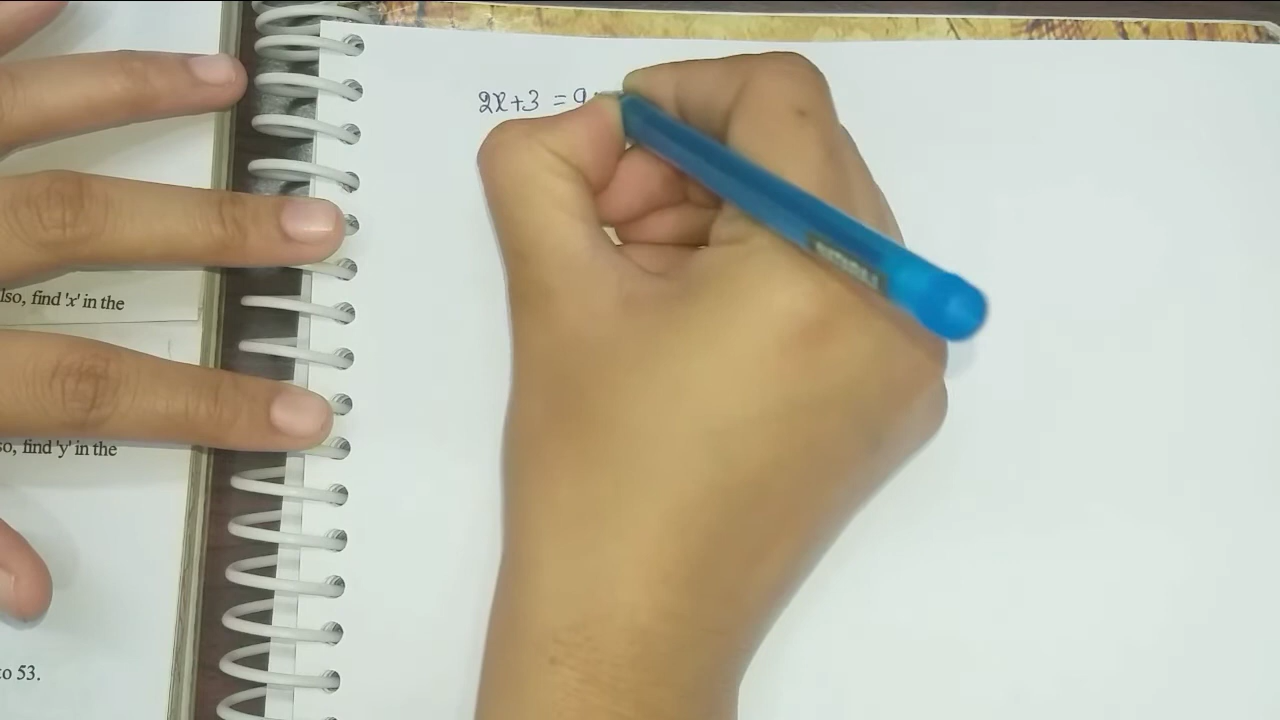 2x+3 = 9
lso, find 'x' in the
so, find 'y' in the
to 53.